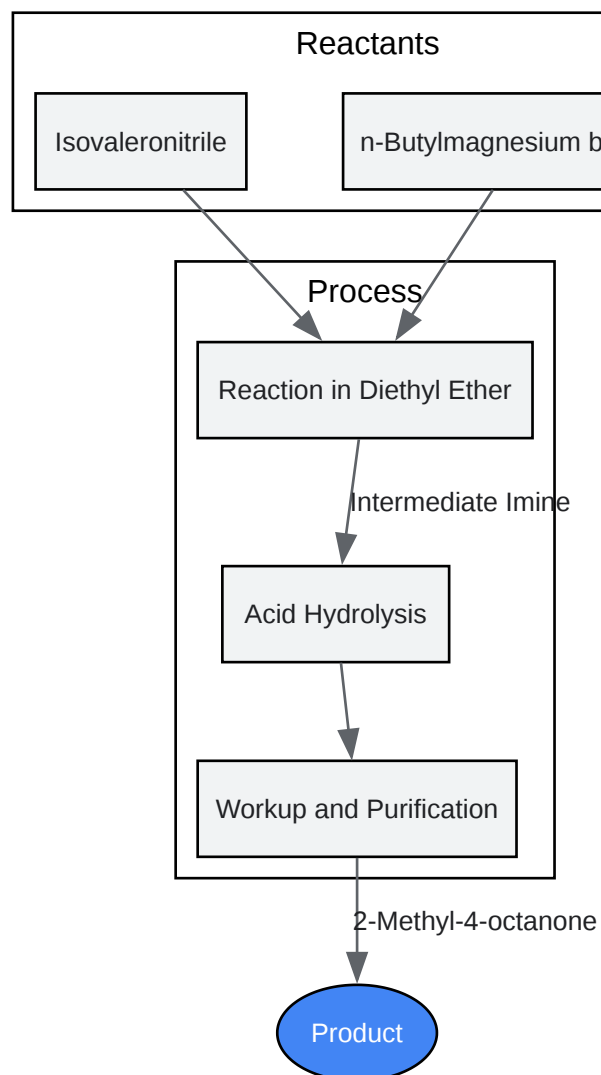 Reactants
Isovaleronitrile
n-Butylmagnesium b
Process
Reaction in Diethyl Ether
Intermediate Imine
Acid Hydrolysis
Workup and Purification
2-Methyl-4-octanone
Product